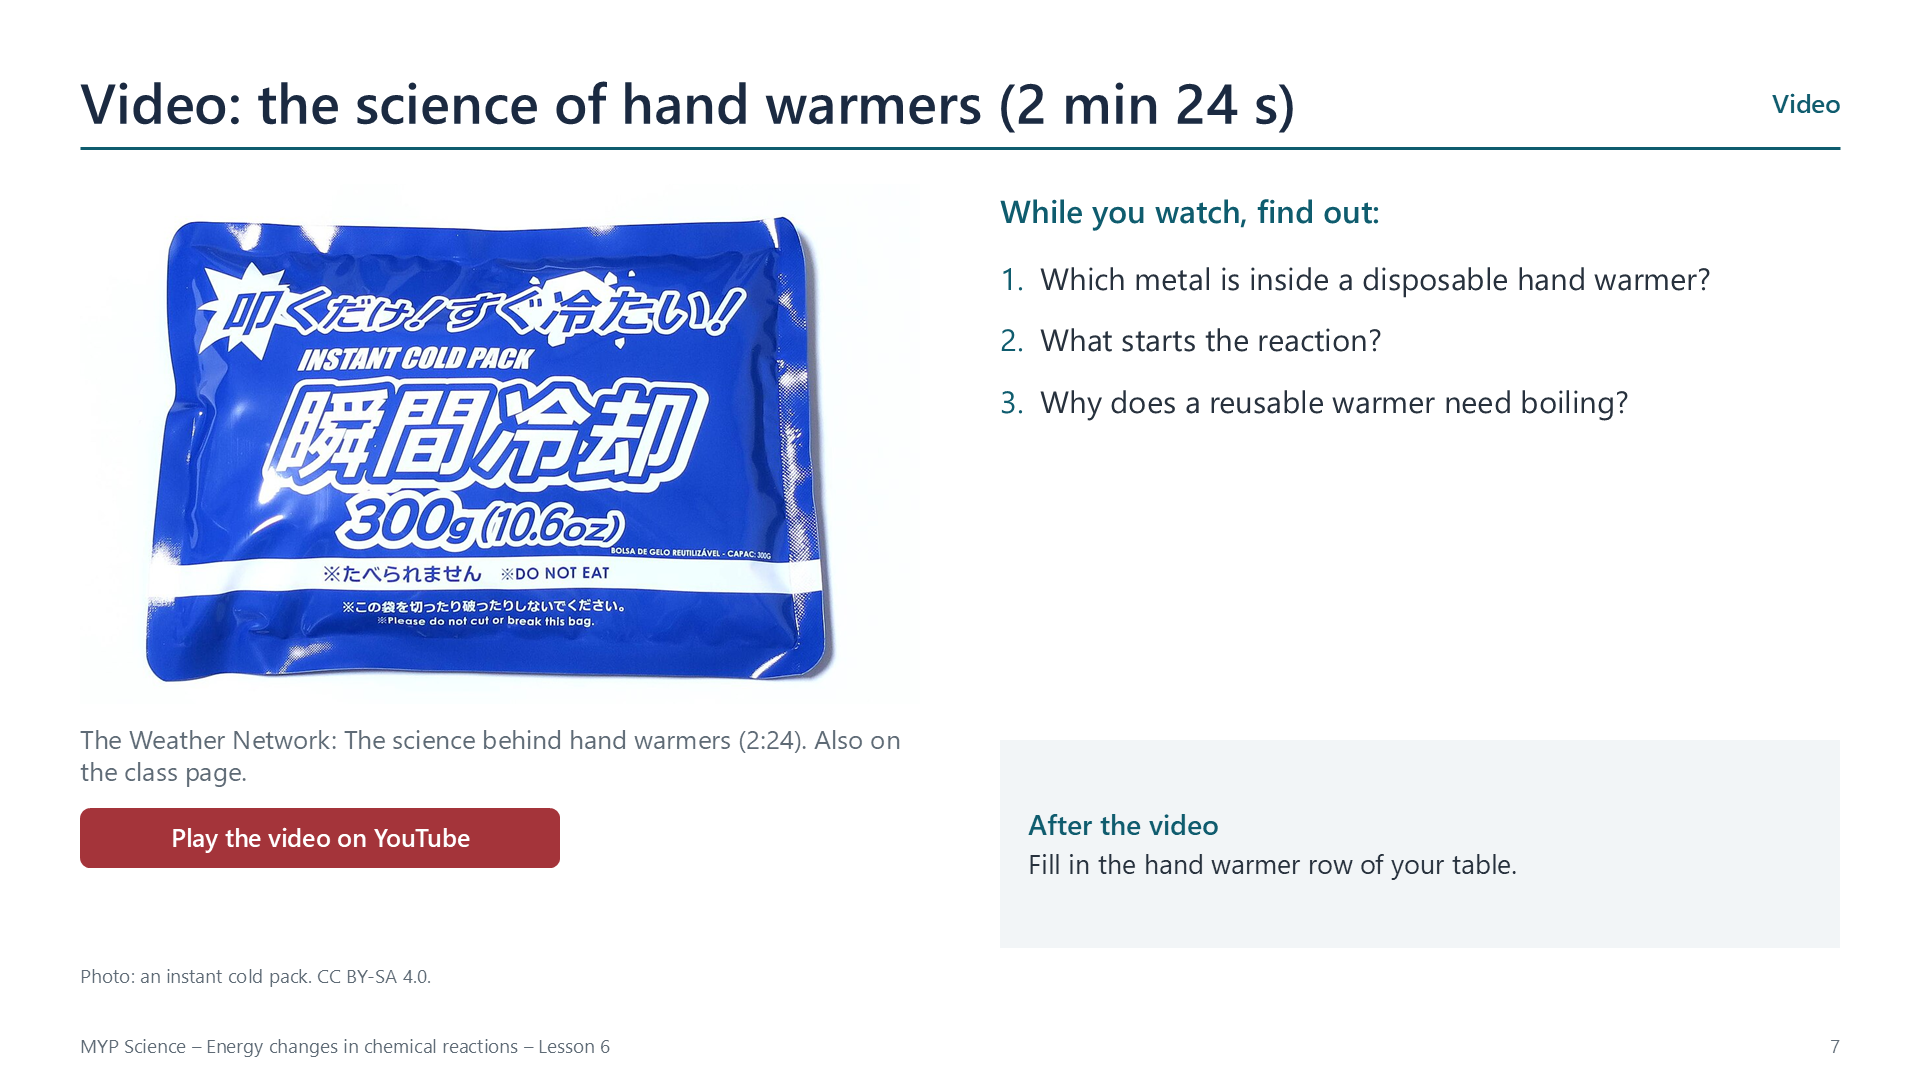 Video: the science of hand warmers (2 min 24 s)
Video
叩くだけ!すぐ冷たい!
INSTANT COLD PACK
瞬間冷却
300g (10.6oz)
BOLSA DE GELO REUTILIZÁVEL - CAPAC: 300G
※たべられません ※DO NOT EAT
※この袋を切ったり破ったりしないでください。
※Please do not cut or break this bag.
The Weather Network: The science behind hand warmers (2:24). Also on
the class page.
Play the video on YouTube
Photo: an instant cold pack. CC BY-SA 4.0.
While you watch, find out:
1. Which metal is inside a disposable hand warmer?
2. What starts the reaction?
3. Why does a reusable warmer need boiling?
After the video
Fill in the hand warmer row of your table.
MYP Science – Energy changes in chemical reactions – Lesson 6
7